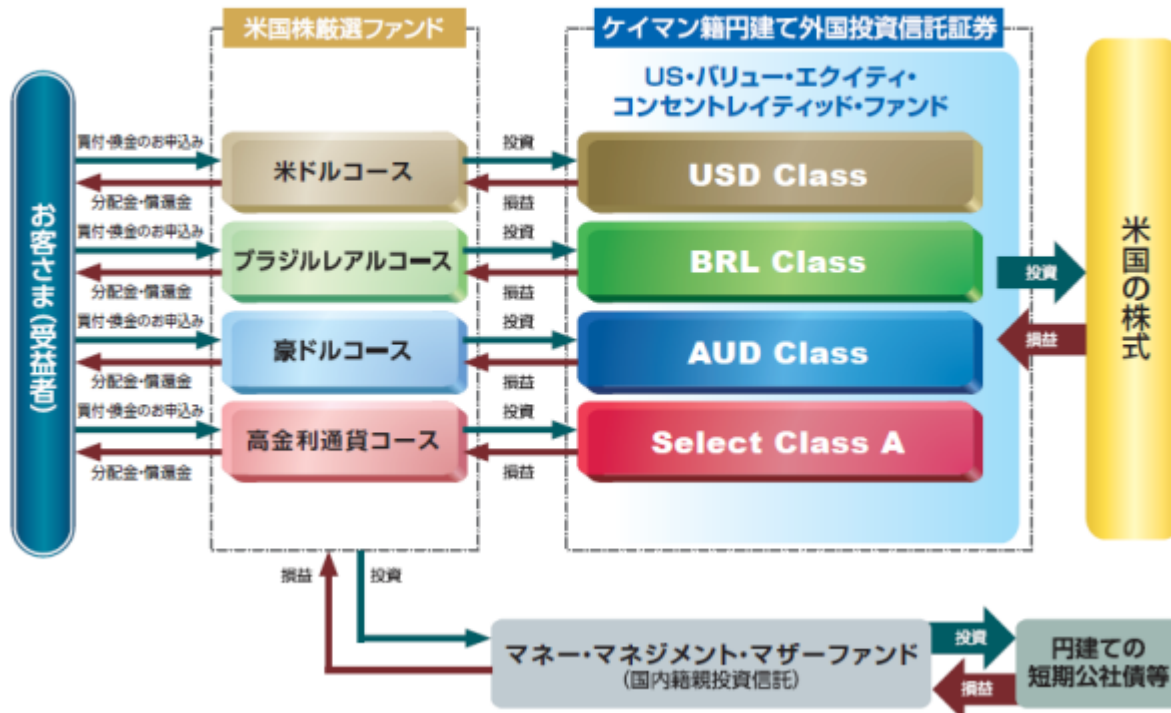 米国株厳選ファンド
ケイマン籍円建て外国投資信託証券
US・バリュー・エクイティ・
コンセントレイティッド・ファンド
お客さま（受益者）
買付・換金のお申込み
米ドルコース
投資
USD Class
分配金・償還金
損益
買付・換金のお申込み
ブラジルレアルコース
投資
BRL Class
分配金・償還金
損益
買付・換金のお申込み
豪ドルコース
投資
AUD Class
分配金・償還金
損益
買付・換金のお申込み
高金利通貨コース
投資
Select Class A
分配金・償還金
損益
投資
損益
米国の株式
損益
投資
マネー・マネジメント・マザーファンド
（国内籍親投資信託）
投資
損益
円建ての
短期公社債等